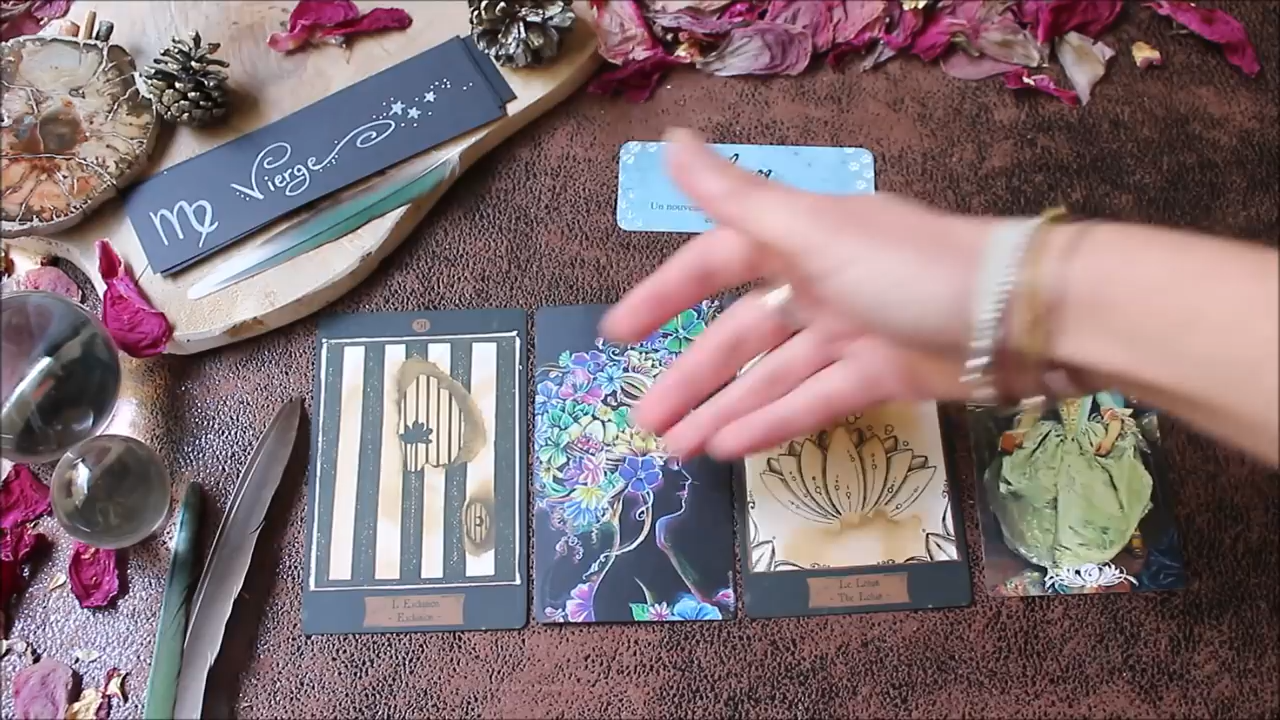 ♍ Vierge
Un nouveau
L'Exclusion
- Exclusion -
Le Lotus
- The Lotus -